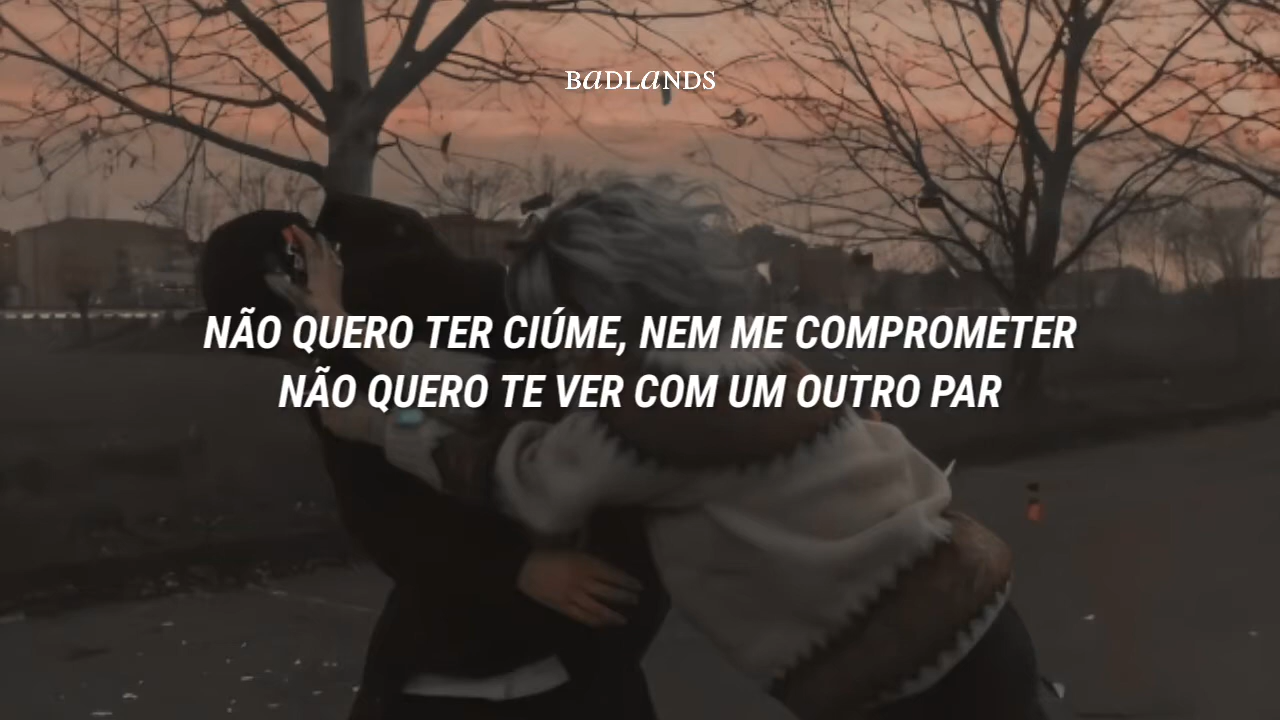 BADLANDS
NÃO QUERO TER CIÚME, NEM ME COMPROMETER
NÃO QUERO TE VER COM UM OUTRO PAR